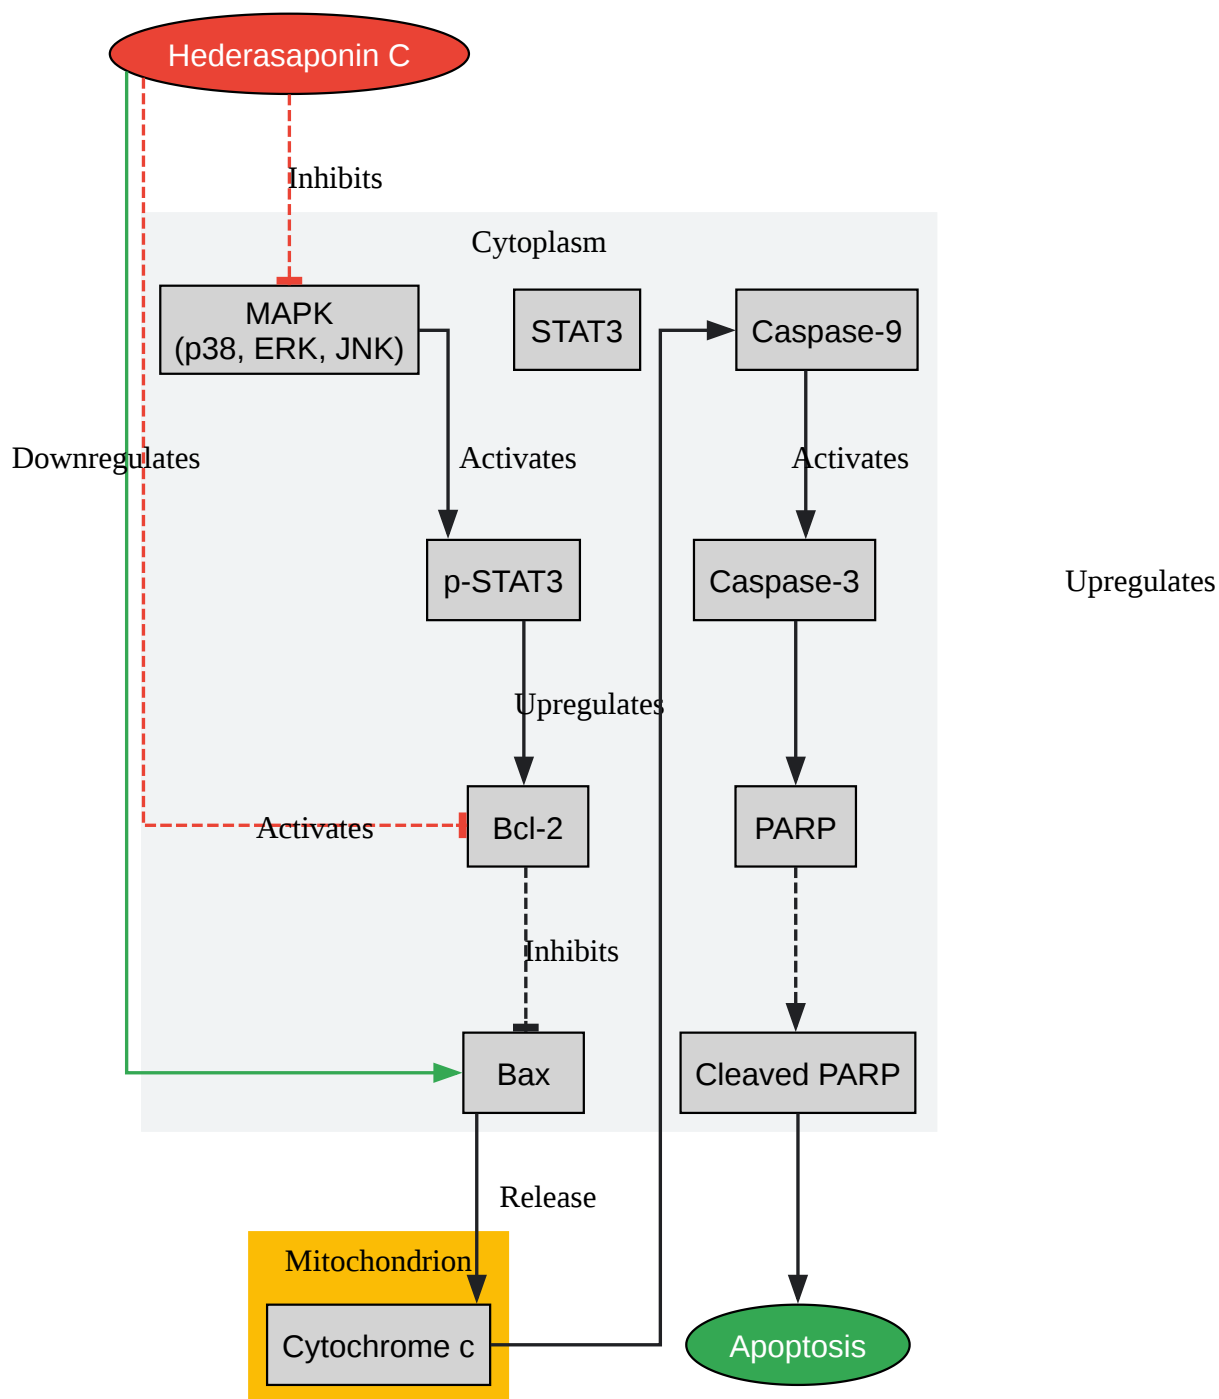 Hederasaponin C
Inhibits
Cytoplasm
MAPK
(p38, ERK, JNK)
STAT3
Caspase-9
Downregulates
Activates
Activates
p-STAT3
Caspase-3
Upregulates
Upregulates
Activates
Bcl-2
PARP
Inhibits
Bax
Cleaved PARP
Release
Mitochondrion
Cytochrome c
Apoptosis